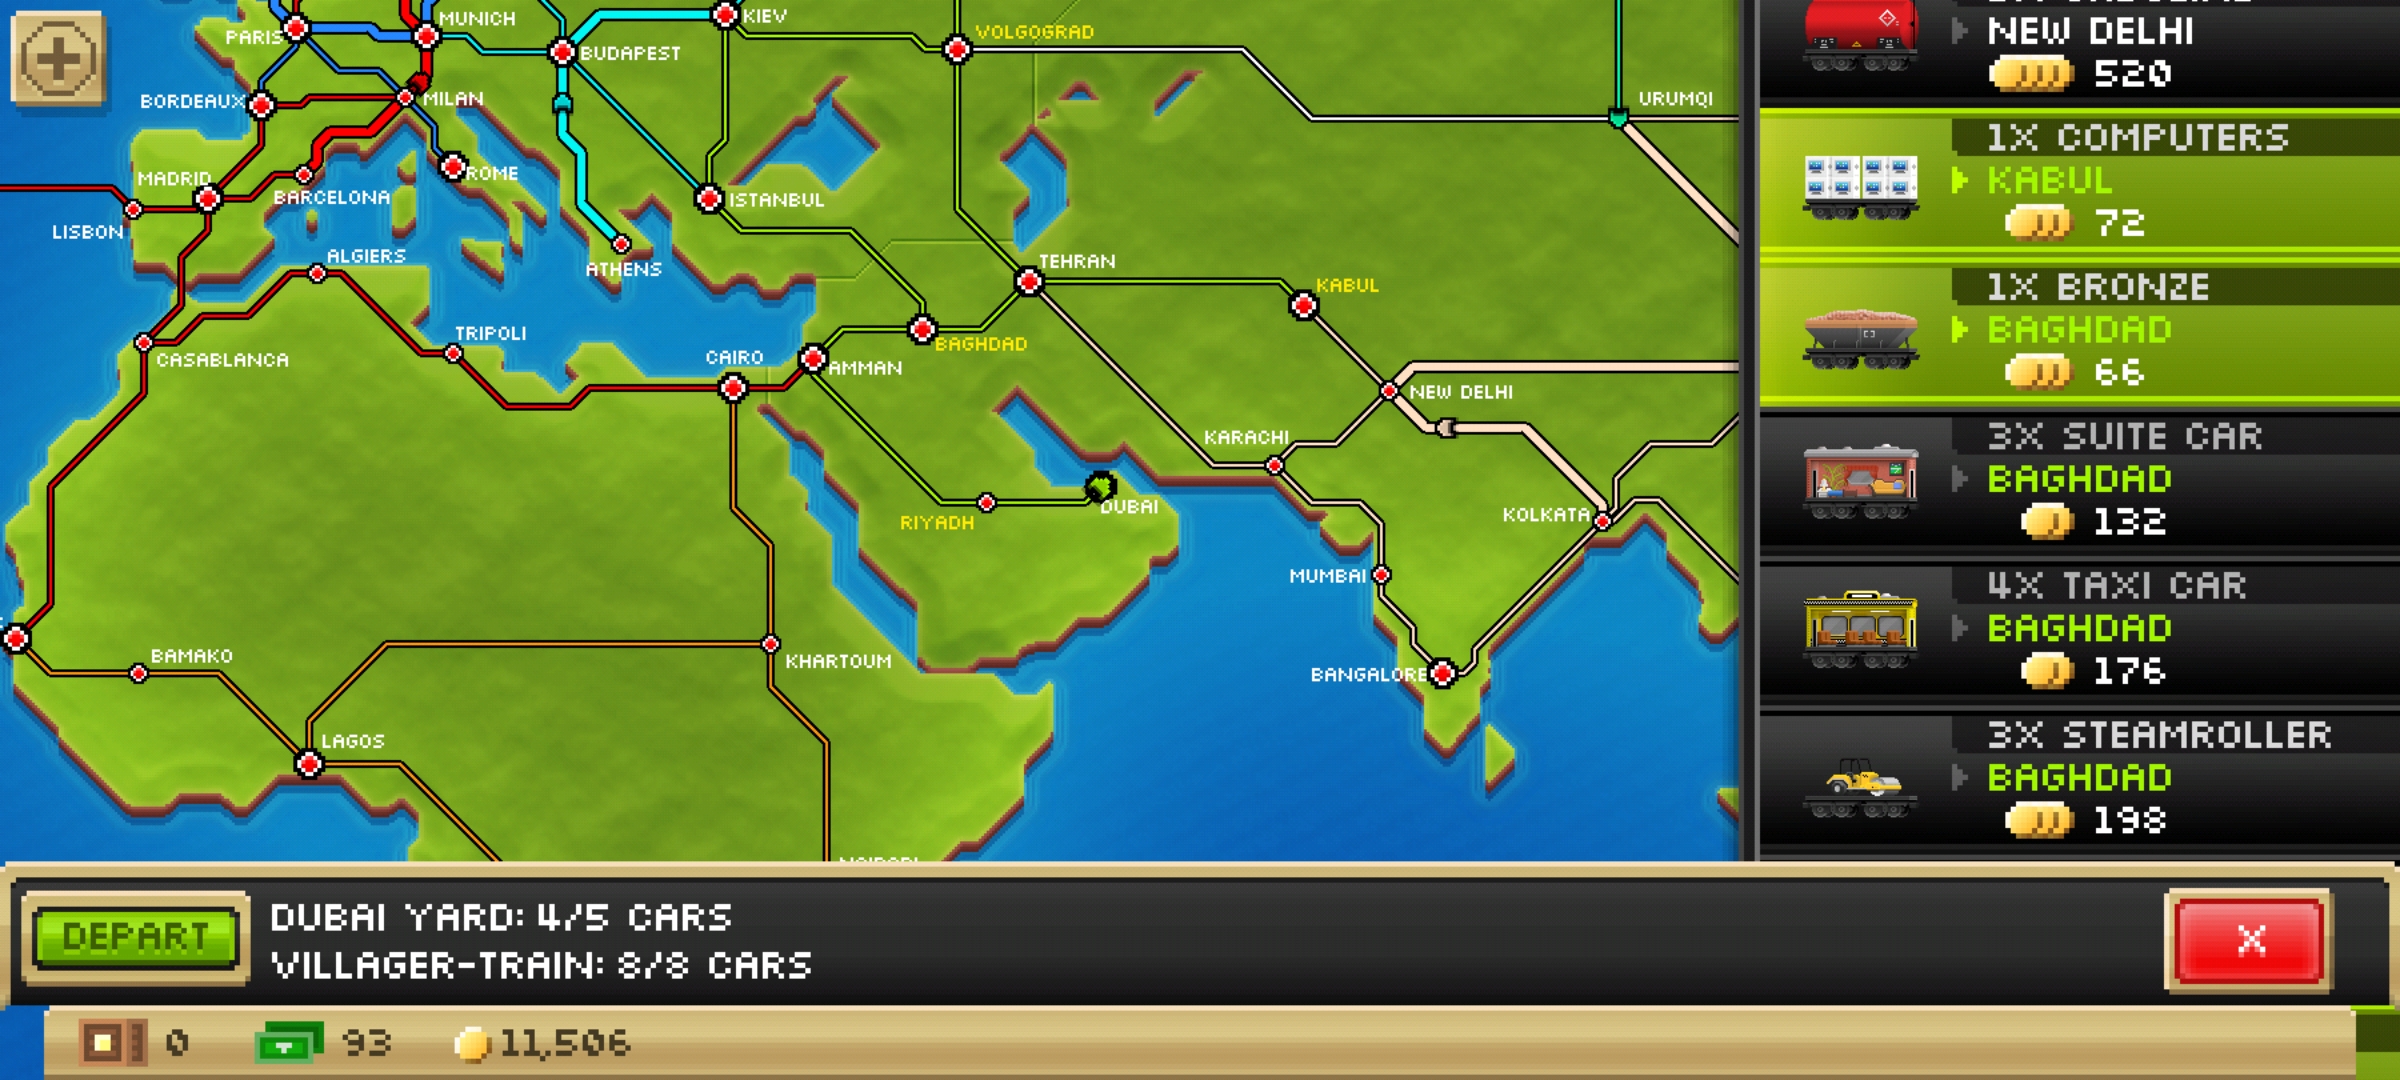 PARIS
MUNICH
BUDAPEST
KIEV
VOLGOGRAD
BORDEAUX
MILAN
URUMQI
MADRID
BARCELONA
ROME
ISTANBUL
LISBON
ALGIERS
ATHENS
TEHRAN
KABUL
CASABLANCA
TRIPOLI
CAIRO
AMMAN
BAGHDAD
NEW DELHI
KARACHI
RIYADH
DUBAI
KOLKATA
MUMBAI
BAMAKO
KHARTOUM
BANGALORE
LAGOS
NEW DELHI
520
1X COMPUTERS
KABUL
72
1X BRONZE
BAGHDAD
66
3X SUITE CAR
BAGHDAD
132
4X TAXI CAR
BAGHDAD
176
3X STEAMROLLER
BAGHDAD
198
DEPART
DUBAI YARD: 4/5 CARS
VILLAGER-TRAIN: 8/8 CARS
X
0
93
11,506